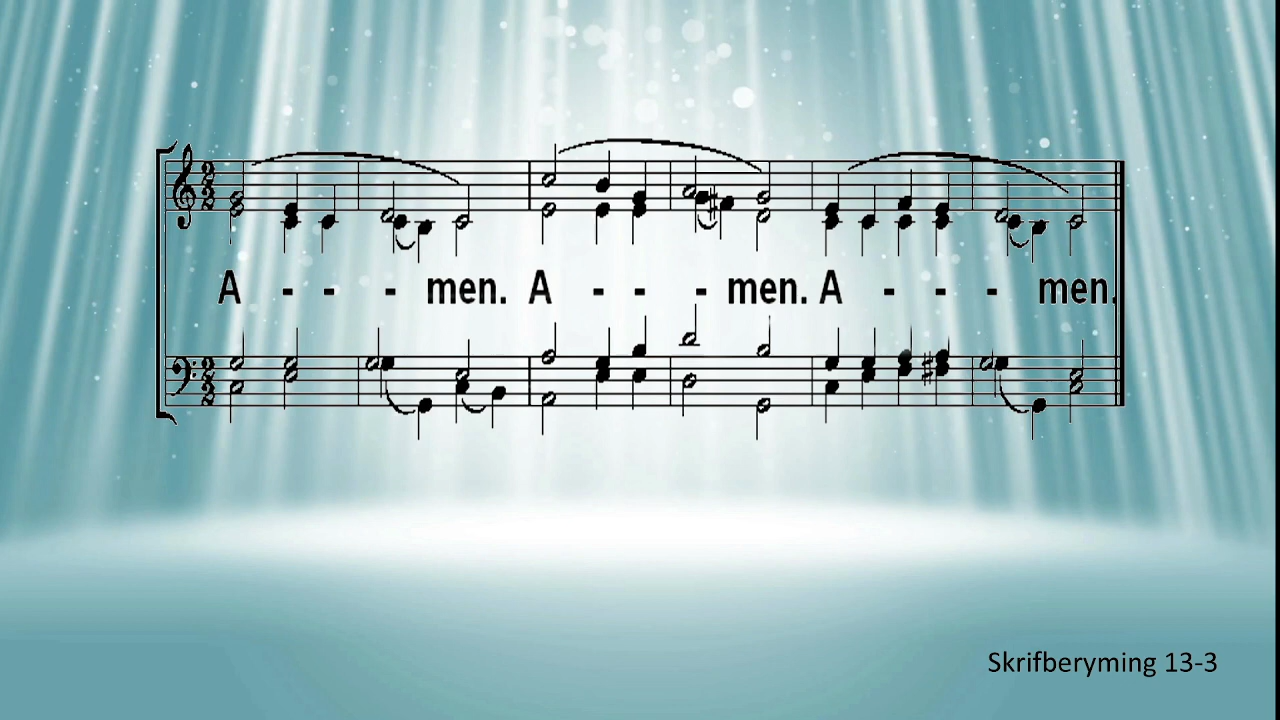 A - - - men. A - - - men. A - - - men.
Skrifberyming 13-3